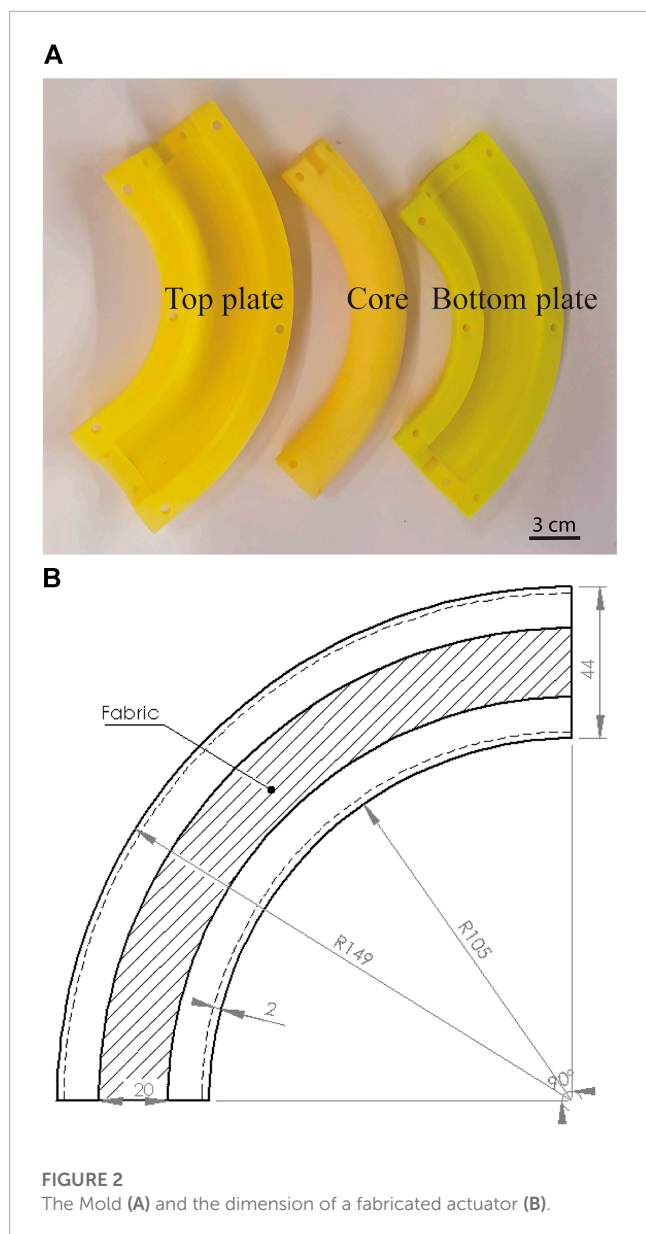 A
Top plate Core Bottom plate
3 cm
B
44
Fabric
R149
R105
2
20
90°
FIGURE 2
The Mold (A) and the dimension of a fabricated actuator (B).